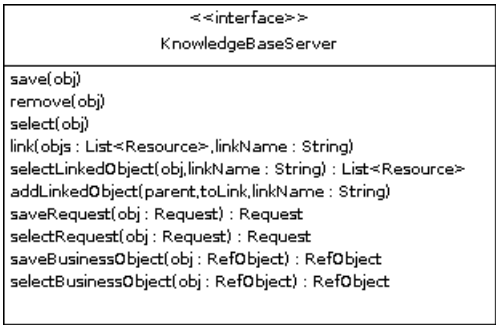 <<interface>>
KnowledgeBaseServer
save(obj)
remove(obj)
select(obj)
link(objs : List<Resource>,linkName : String)
selectLinkedObject(obj,linkName : String) : List<Resource>
addLinkedObject(parent,toLink,linkName : String)
saveRequest(obj : Request) : Request
selectRequest(obj : Request) : Request
saveBusinessObject(obj : RefObject) : RefObject
selectBusinessObject(obj : RefObject) : RefObject